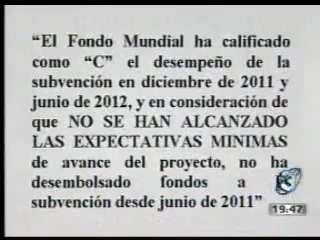 “El Fondo Mundial ha calificado
como “C” el desempeño de la
subvención en diciembre de 2011 y
junio de 2012, y en consideración de
que NO SE HAN ALCANZADO
LAS EXPECTATIVAS MINIMAS
de avance del proyecto, no ha
desembolsado fondos a
subvención desde junio de 2011”
19:47